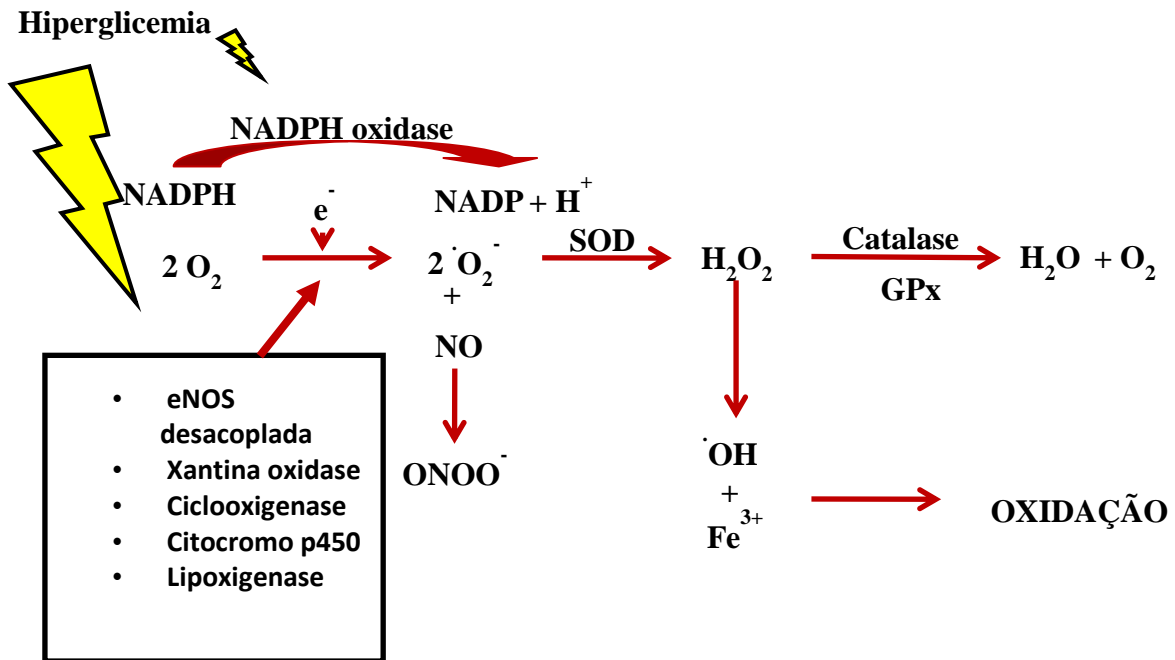 Hiperglicemia
NADPH oxidase
NADPH
NADP + H⁺
e⁻
SOD
Catalase
2 O₂
2 ˙O₂⁻
H₂O₂
H₂O + O₂
GPx
+
NO
• eNOS
desacoplada
• Xantina oxidase
• Ciclooxigenase
• Citocromo p450
• Lipoxigenase
ONOO⁻
˙OH
+
Fe³⁺
OXIDAÇÃO